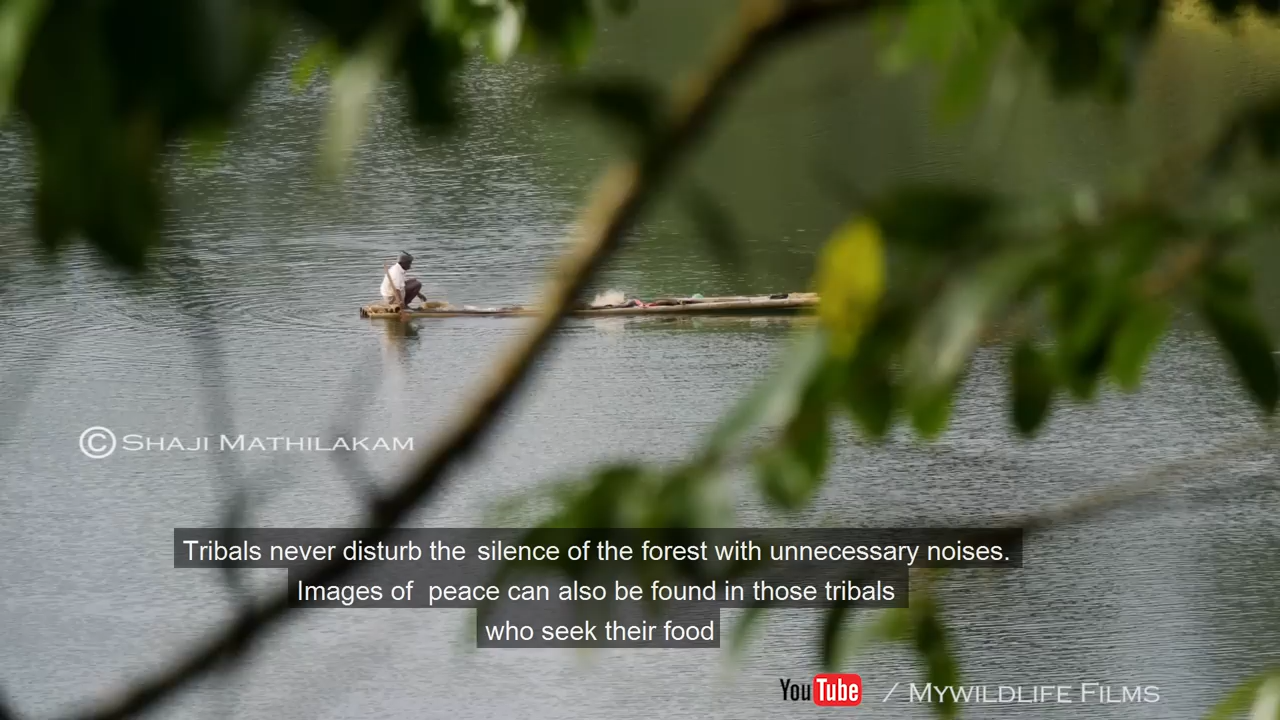 © SHAJI MATHILAKAM
Tribals never disturb the silence of the forest with unnecessary noises.
Images of peace can also be found in those tribals
who seek their food
YouTube / MYWILDLIFE FILMS